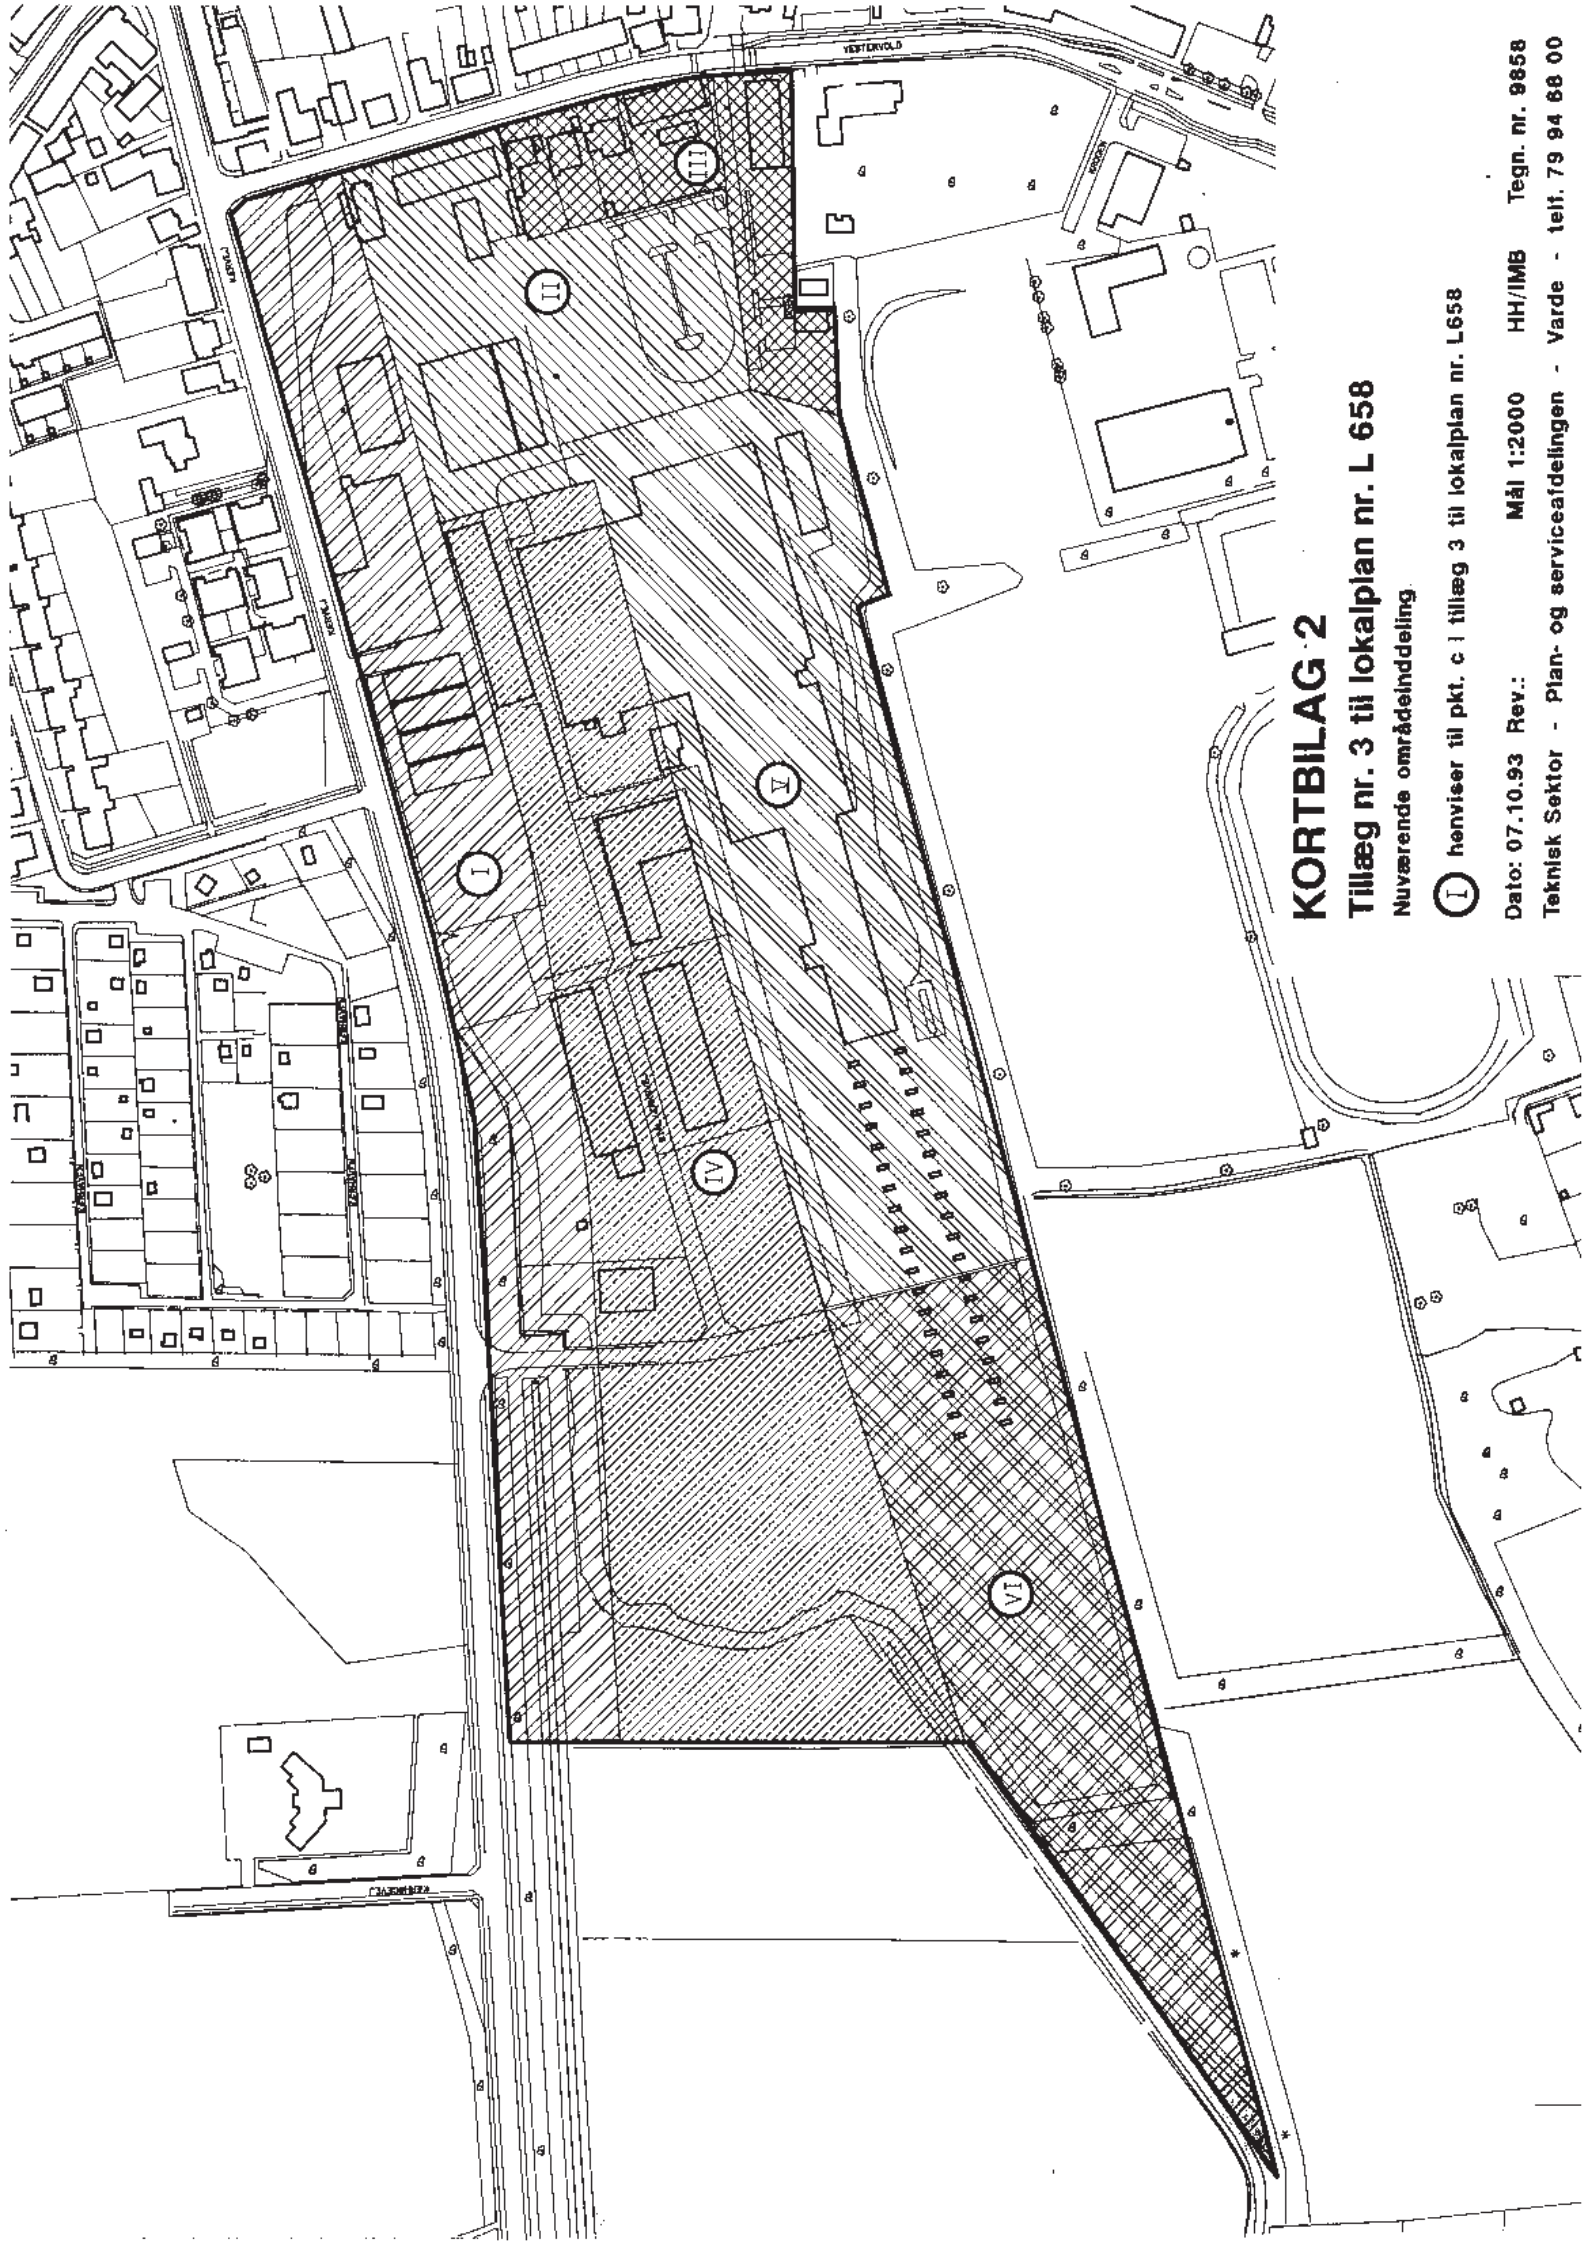 VESTERVOLD
I
II
III
IV
V
VI
KORTBILAG 2
Tillæg nr. 3 til lokalplan nr. L 658
Nuværende områdeinddeling
I henviser til pkt. c i tillæg 3 til lokalplan nr. L658
Dato: 07.10.93 Rev.: Mål 1:2000 HH/IMB Tegn. nr. 9858
Teknisk Sektor - Plan- og serviceafdelingen - Varde - telf. 79 94 68 00